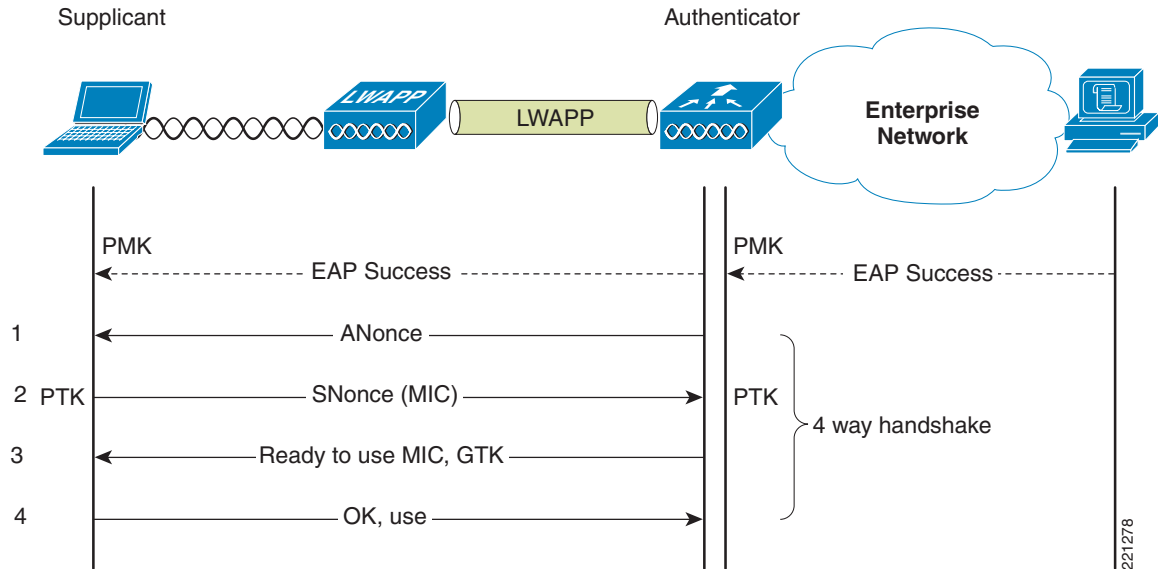 Supplicant
Authenticator
LWAPP
LWAPP
Enterprise
Network
PMK
EAP Success
PMK
EAP Success
1
ANonce
2
PTK
SNonce (MIC)
PTK
4 way handshake
3
Ready to use MIC, GTK
4
OK, use
221278